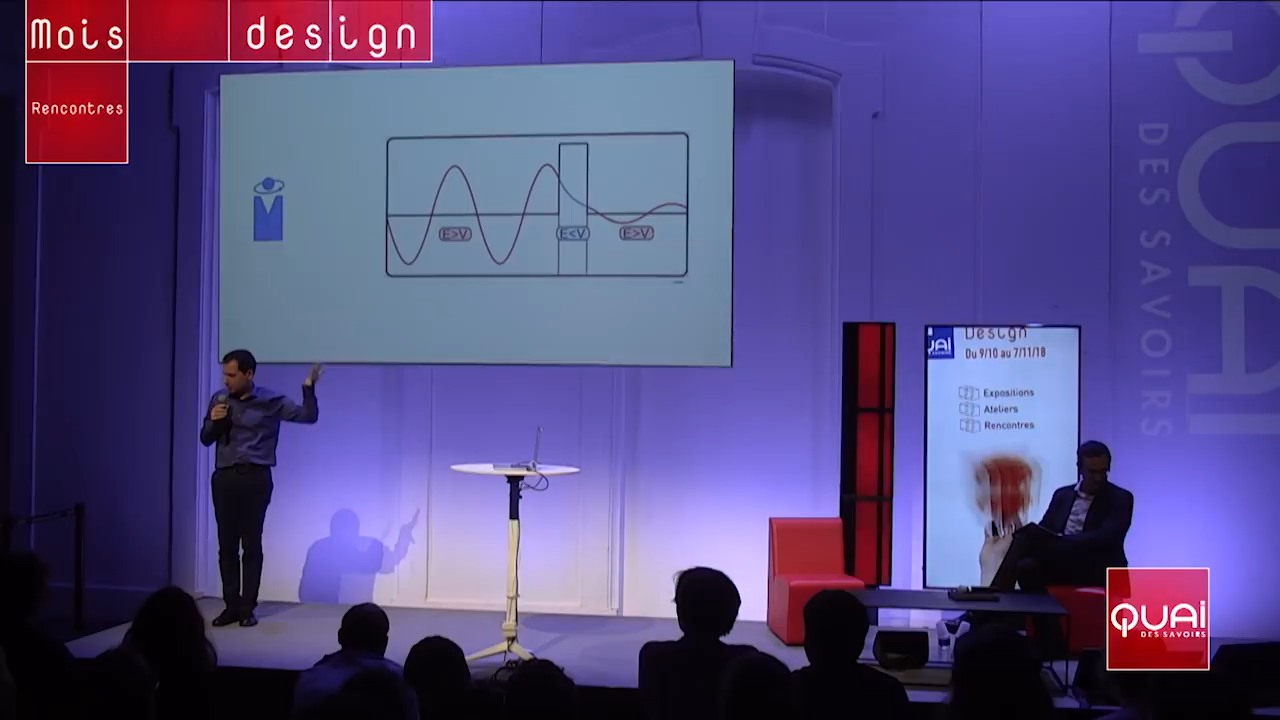 Mois design
Rencontres
E>V
E<V
E>V
QUAI
DES SAVOIRS
Design
QUAI
Du 9/10 au 7/11/18
Expositions
Ateliers
Rencontres
QUAI
DES SAVOIRS